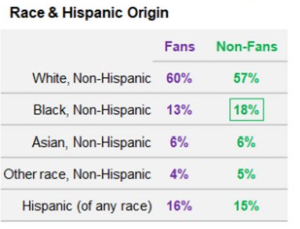 Race & Hispanic Origin
Fans Non-Fans
White, Non-Hispanic 60% 57%
Black, Non-Hispanic 13% 18%
Asian, Non-Hispanic 6% 6%
Other race, Non-Hispanic 4% 5%
Hispanic (of any race) 16% 15%